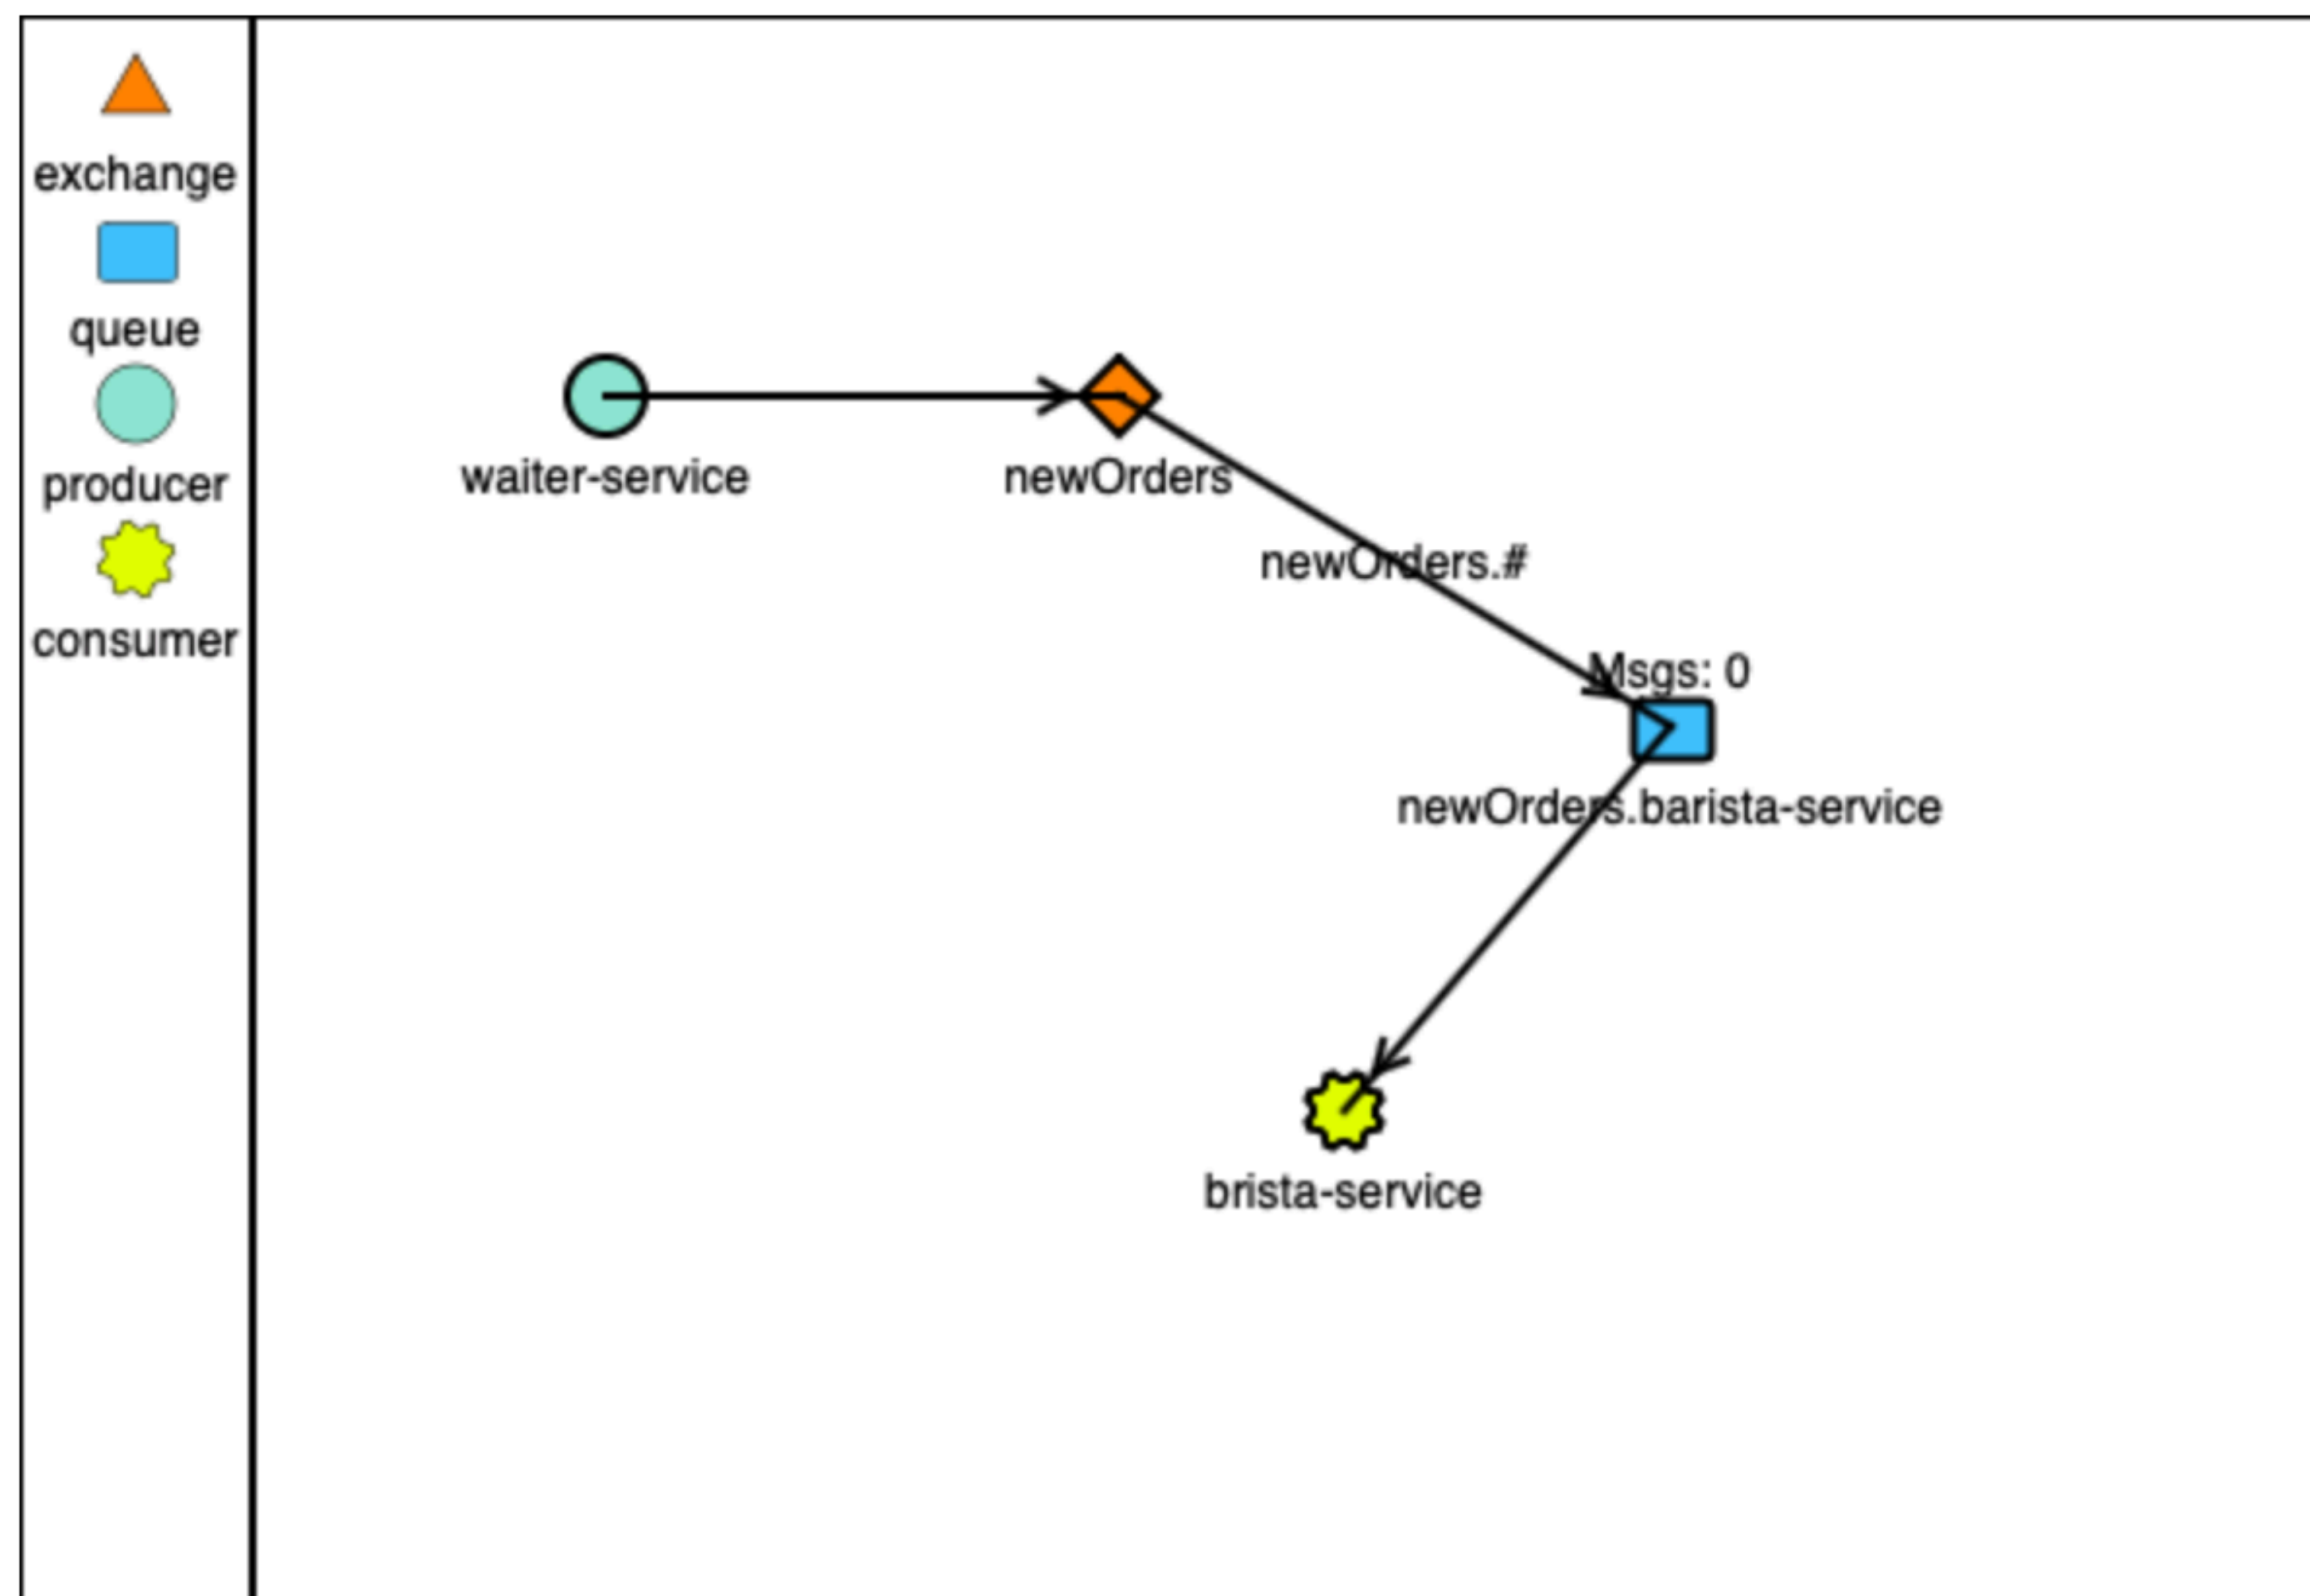 exchange
queue
producer
consumer
waiter-service
newOrders
newOrders.#
Msgs: 0
newOrders.barista-service
brista-service